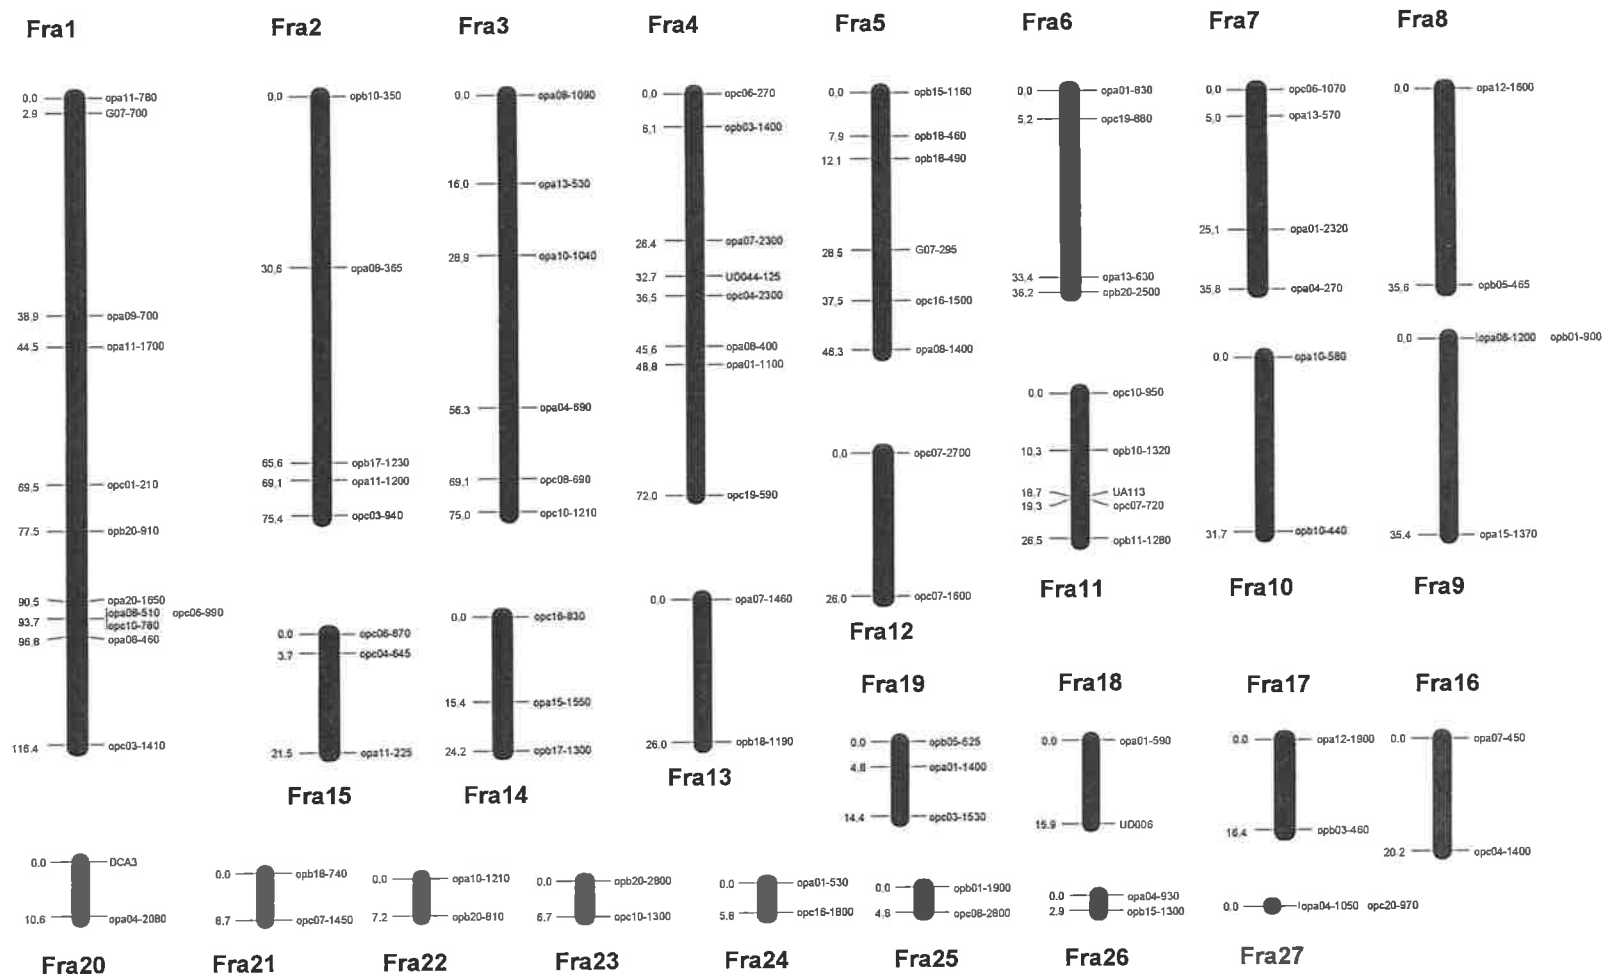 Fra1
0.0 opa11-780
2.9 G07-700
38.9 opa09-700
44.5 opa11-1700
69.5 opc01-210
77.5 opb20-910
90.5 opa20-1650
93.7 opa08-510 opc06-990
opc10-760
96.8 opa08-460
116.4 opc03-1410
Fra2
0.0 opb10-350
30.6 opa08-365
65.6 opb17-1230
69.1 opa11-1200
75.4 opc03-940
Fra3
0.0 opa08-1090
16.0 opa13-530
28.9 opa10-1040
56.3 opa04-690
69.1 opc08-690
75.0 opc10-1210
Fra4
0.0 opc06-270
6.1 opb03-1400
26.4 opa07-2300
32.7 UD044-125
36.5 opc04-2300
45.6 opa08-400
48.8 opa01-1100
72.0 opc19-590
Fra5
0.0 opb15-1160
7.9 opb18-460
12.1 opb18-490
28.5 G07-295
37.5 opc16-1500
46.3 opa08-1400
Fra6
0.0 opa01-830
5.2 opc19-880
33.4 opa13-630
36.2 opb20-2500
Fra7
0.0 opc06-1070
5.0 opa13-570
25.1 opa01-2320
35.8 opa04-270
Fra8
0.0 opa12-1600
35.6 opb05-465
0.0 opa08-1200 opb01-900
35.4 opa15-1370
Fra9
0.0 opa10-580
31.7 opb10-440
Fra10
0.0 opc10-950
10.3 opb10-1320
18.7 UA113
19.3 opc07-720
26.5 opb11-1280
Fra11
0.0 opc07-2700
26.0 opc07-1600
Fra12
0.0 opa07-1460
26.0 opb18-1190
Fra13
0.0 opc16-830
15.4 opa15-1550
24.2 opb17-1300
Fra14
0.0 opc06-870
3.7 opc04-645
21.5 opa11-225
Fra15
Fra19
0.0 opb05-625
4.8 opa01-1400
14.4 opc03-1530
Fra18
0.0 opa01-590
15.9 UD006
Fra17
0.0 opa12-1900
16.4 opb03-460
Fra16
0.0 opa07-450
20.2 opc04-1400
0.0 DCA3
10.6 opa04-2080
Fra20
0.0 opb18-740
8.7 opc07-1450
Fra21
0.0 opa10-1210
7.2 opb20-810
Fra22
0.0 opb20-2800
6.7 opc10-1300
Fra23
0.0 opa01-530
5.8 opc16-1800
Fra24
0.0 opb01-1900
4.8 opc08-2800
Fra25
0.0 opa04-930
2.9 opb15-1300
Fra26
0.0 opa04-1050 opc20-970
Fra27